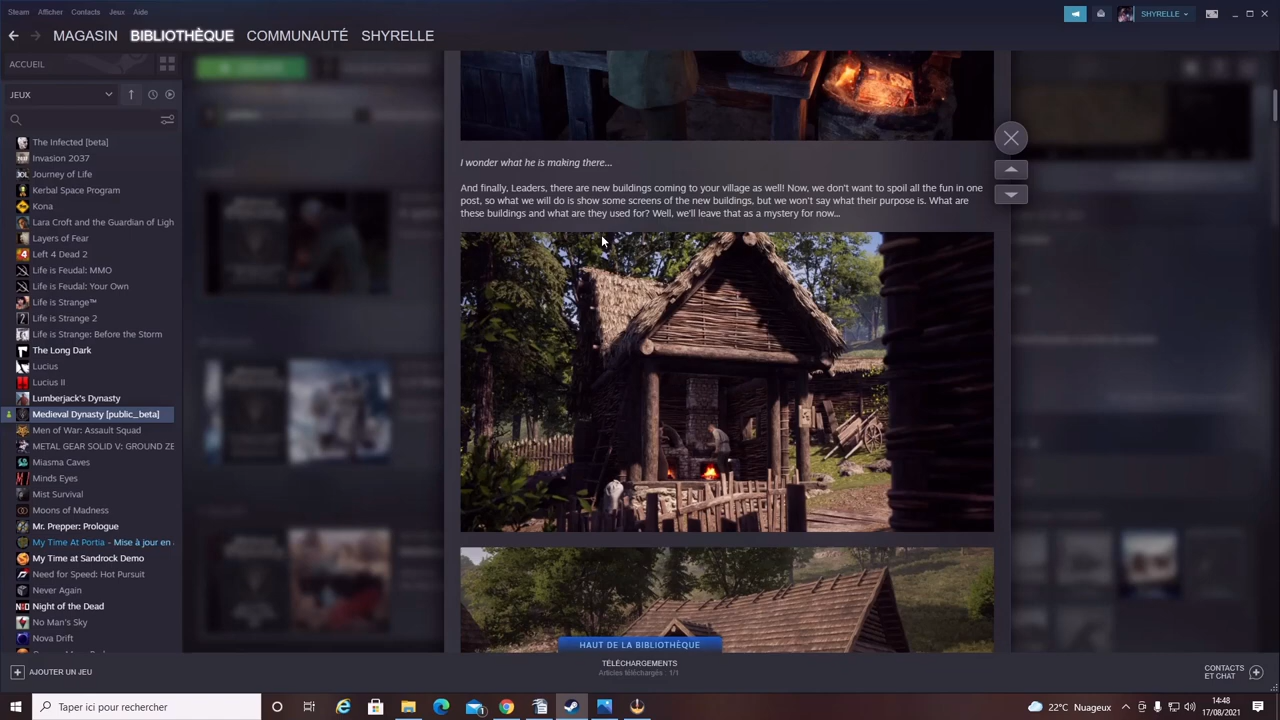 Steam Afficher Contacts Jeux Aide
SHYRELLE
MAGASIN BIBLIOTHÈQUE COMMUNAUTÉ SHYRELLE
ACCUEIL
JEUX
The Infected [beta]
Invasion 2037
Journey of Life
Kerbal Space Program
Kona
Lara Croft and the Guardian of Ligh
Layers of Fear
Left 4 Dead 2
Life is Feudal: MMO
Life is Feudal: Your Own
Life is Strange™
Life is Strange 2
Life is Strange: Before the Storm
The Long Dark
Lucius
Lucius II
Lumberjack's Dynasty
Medieval Dynasty [public_beta]
Men of War: Assault Squad
METAL GEAR SOLID V: GROUND ZE
Miasma Caves
Minds Eyes
Mist Survival
Moons of Madness
Mr. Prepper: Prologue
My Time At Portia - Mise à jour en
My Time at Sandrock Demo
Need for Speed: Hot Pursuit
Never Again
Night of the Dead
No Man's Sky
Nova Drift
I wonder what he is making there...
And finally, Leaders, there are new buildings coming to your village as well! Now, we don't want to spoil all the fun in one
post, so what we will do is show some screens of the new buildings, but we won't say what their purpose is. What are
these buildings and what are they used for? Well, we'll leave that as a mystery for now...
HAUT DE LA BIBLIOTHÈQUE
AJOUTER UN JEU
TÉLÉCHARGEMENTS
Articles téléchargés 1/1
CONTACTS
ET CHAT
Taper ici pour rechercher
22°C Nuageux
14:48
17/08/2021